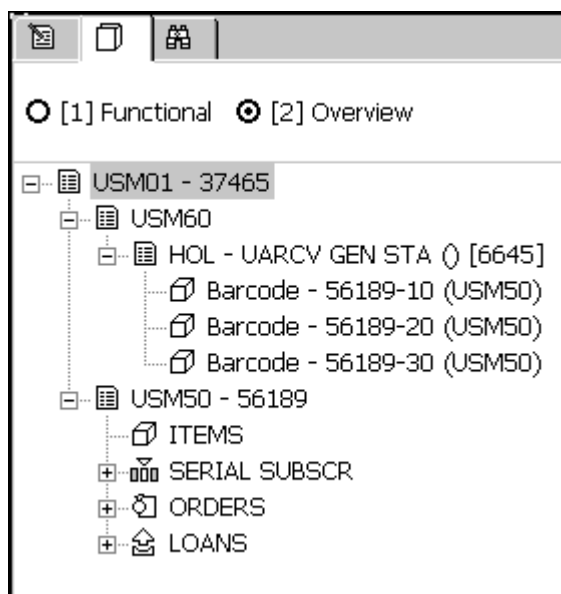 [1] Functional [2] Overview
USM01 - 37465
USM60
HOL - UARCV GEN STA () [6645]
Barcode - 56189-10 (USM50)
Barcode - 56189-20 (USM50)
Barcode - 56189-30 (USM50)
USM50 - 56189
ITEMS
SERIAL SUBSCR
ORDERS
LOANS